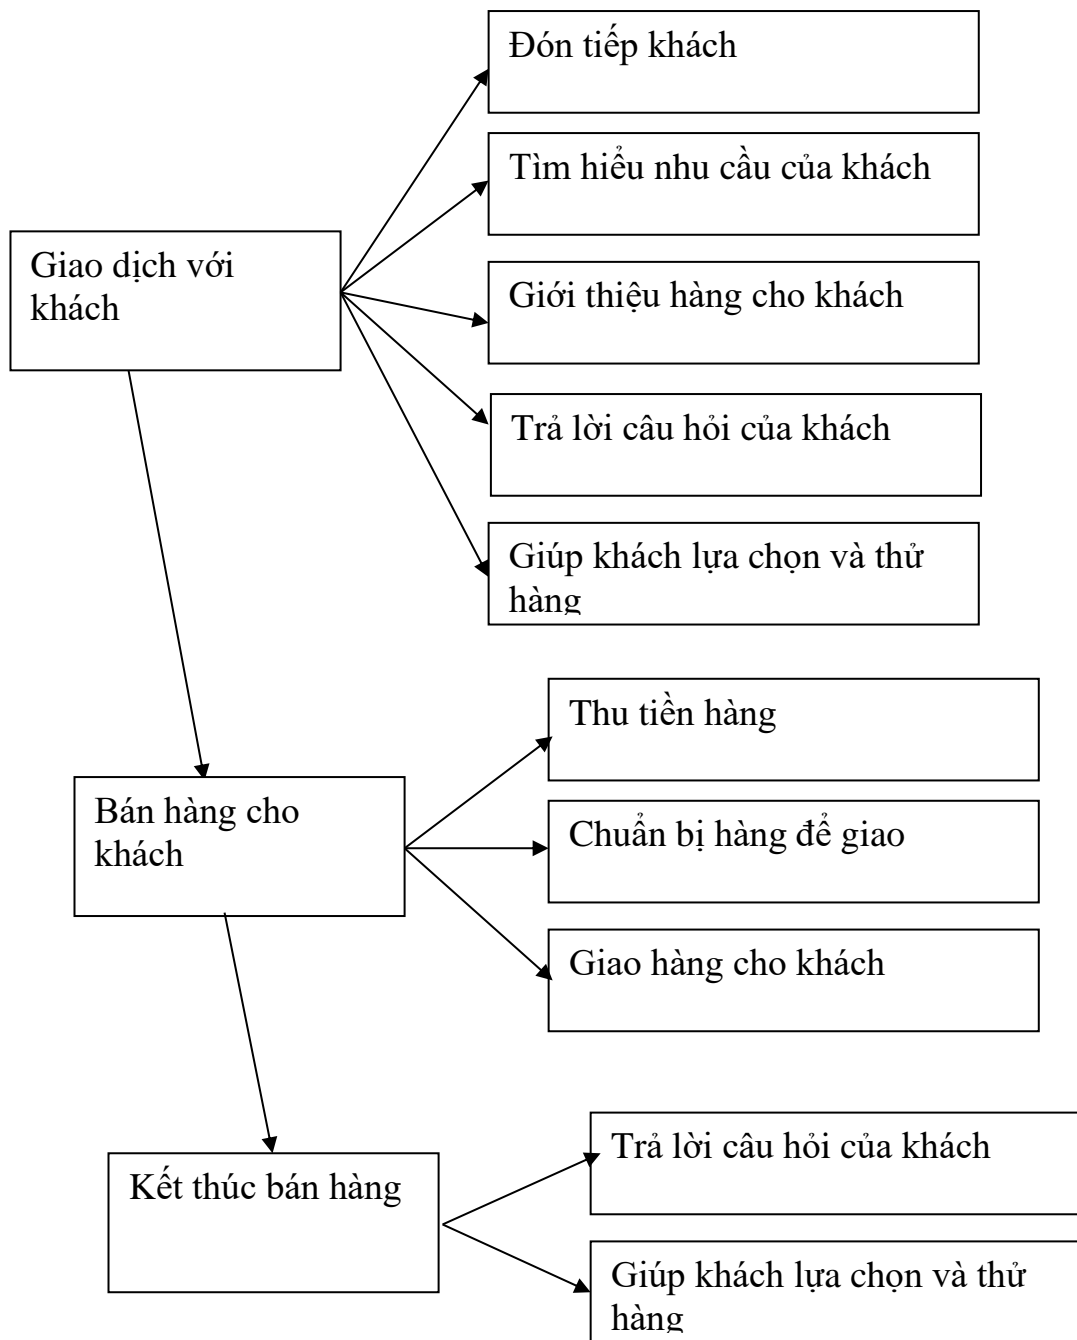 Đón tiếp khách
Tìm hiểu nhu cầu của khách
Giao dịch với
khách
Giới thiệu hàng cho khách
Trả lời câu hỏi của khách
Giúp khách lựa chọn và thử
hàng
Thu tiền hàng
Bán hàng cho
khách
Chuẩn bị hàng để giao
Giao hàng cho khách
Kết thúc bán hàng
Trả lời câu hỏi của khách
Giúp khách lựa chọn và thử
hàng